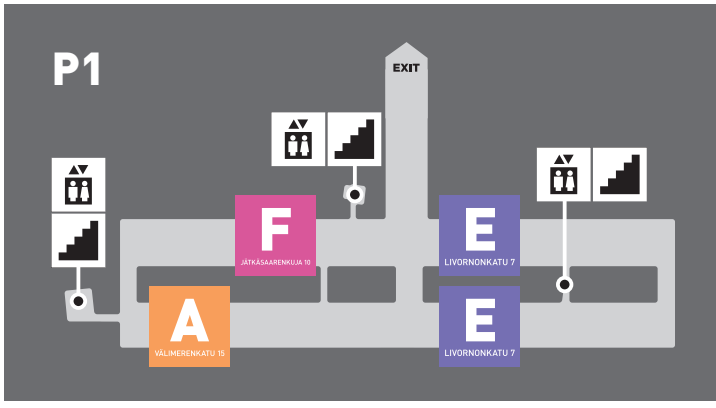 P1
EXIT
F
JÄTKÄSAARENKUJA 10
E
LIVORNONKATU 7
A
VÄLIMERENKATU 15
E
LIVORNONKATU 7